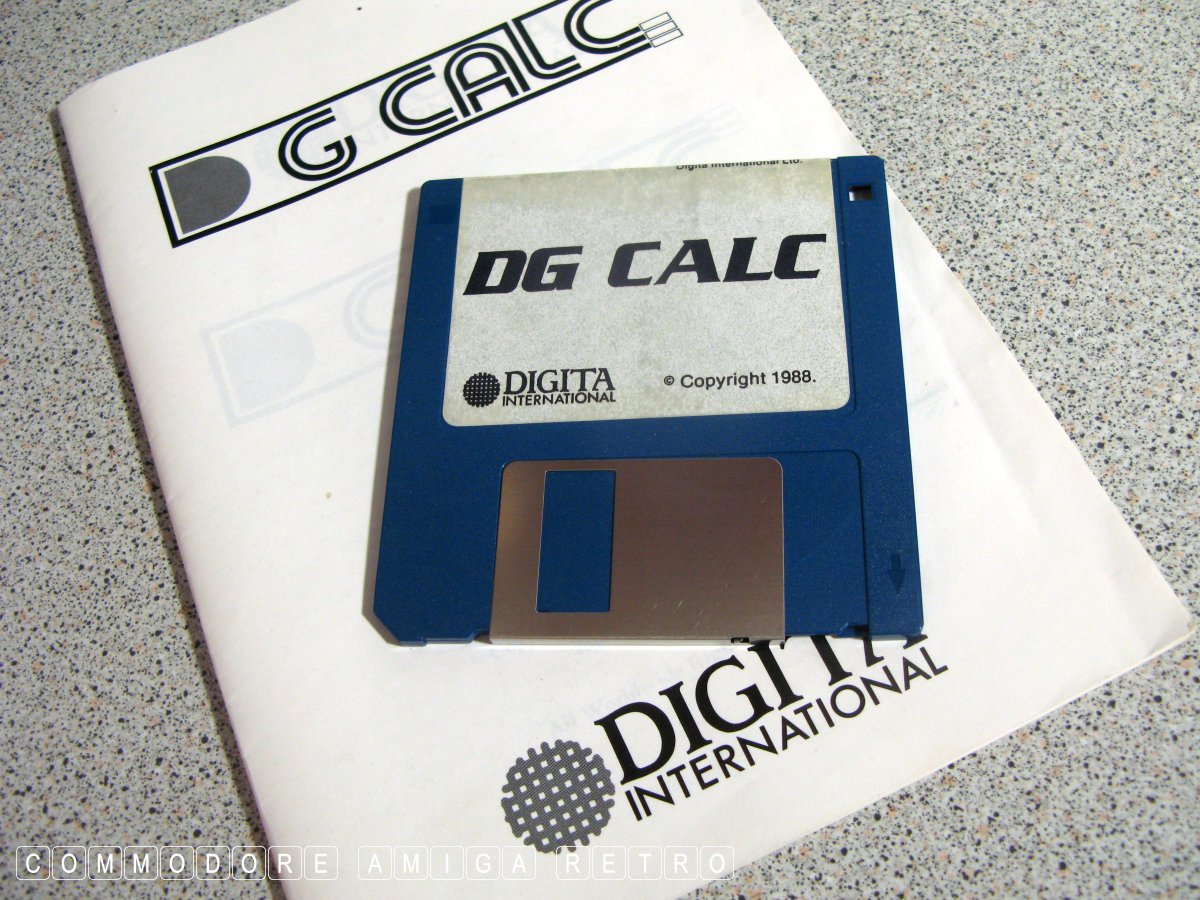 DG CALC
Digita International Ltd.
DG CALC
DIGITA
INTERNATIONAL
© Copyright 1988.
DIGITA
INTERNATIONAL
COMMODORE AMIGA RETRO